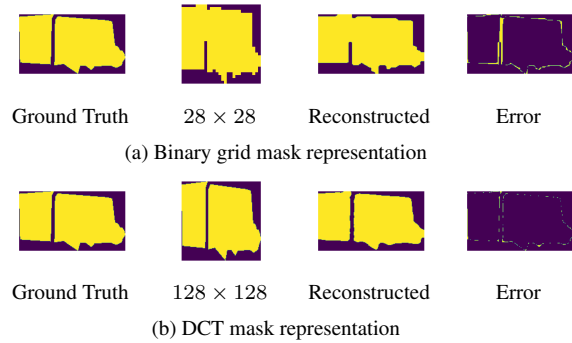 Ground Truth 28 × 28 Reconstructed Error
(a) Binary grid mask representation
Ground Truth 128 × 128 Reconstructed Error
(b) DCT mask representation